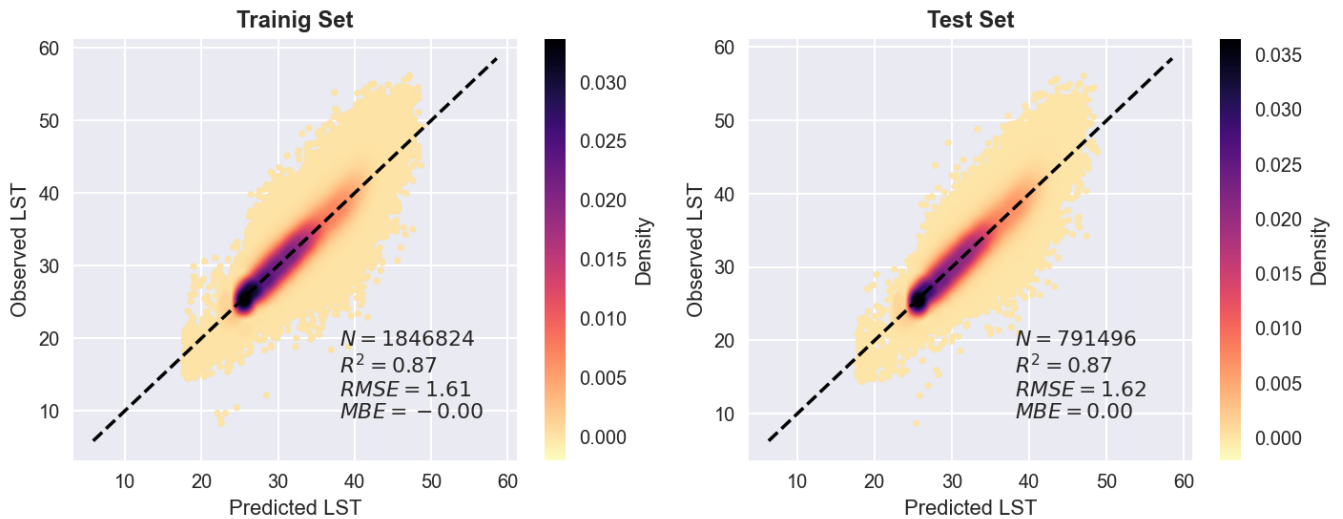 Trainig Set
60
50
40
30
20
10
Observed LST
10 20 30 40 50 60
Predicted LST
N = 1846824
R² = 0.87
RMSE = 1.61
MBE = −0.00
0.030
0.025
0.020
0.015
0.010
0.005
0.000
Density
Test Set
60
50
40
30
20
10
Observed LST
10 20 30 40 50 60
Predicted LST
N = 791496
R² = 0.87
RMSE = 1.62
MBE = 0.00
0.035
0.030
0.025
0.020
0.015
0.010
0.005
0.000
Density